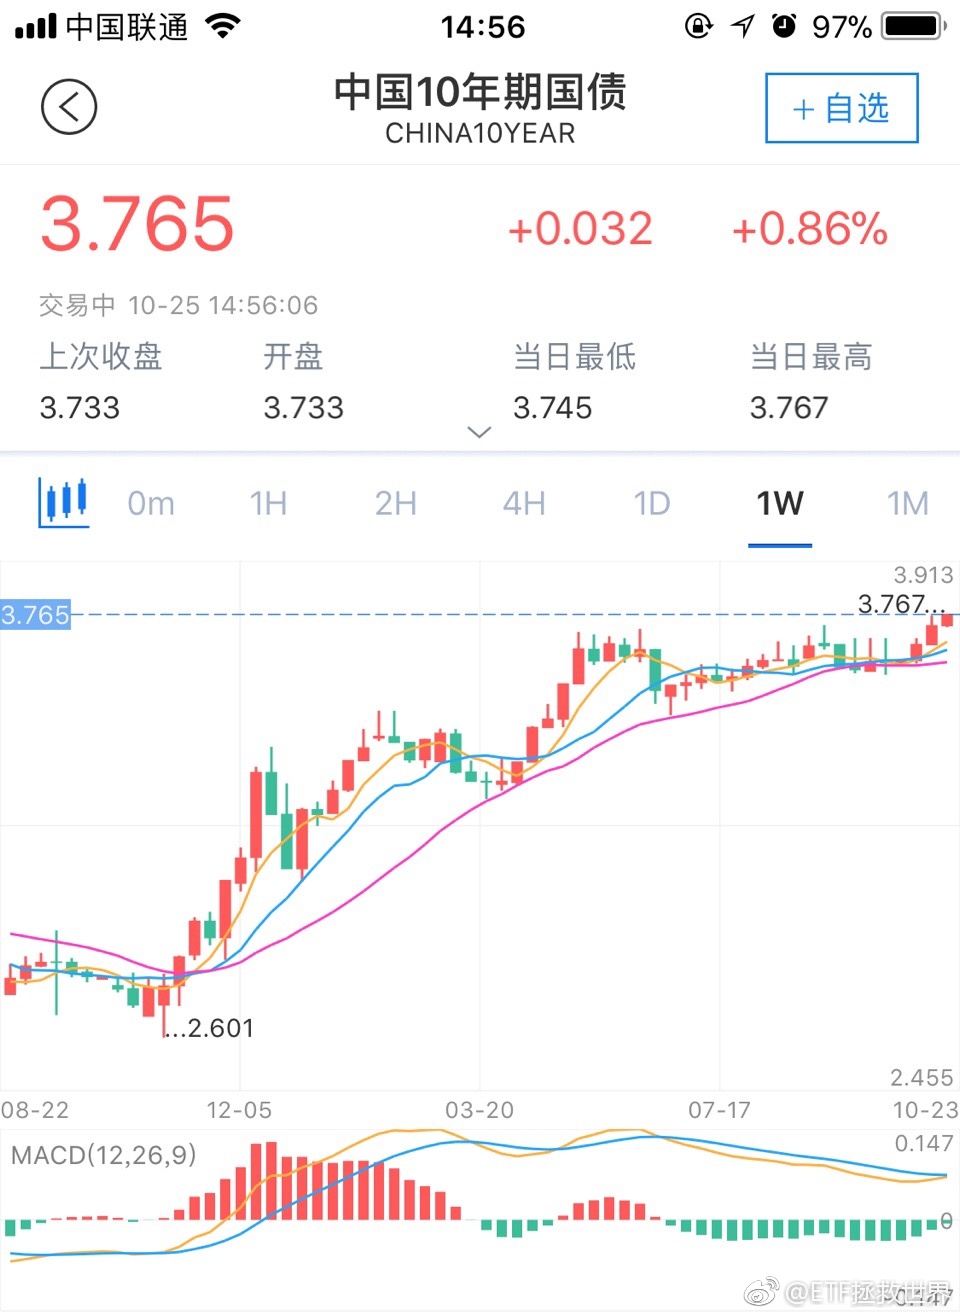 中国联通 14:56 97%
中国10年期国债
CHINA10YEAR
+自选
3.765 +0.032 +0.86%
交易中 10-25 14:56:06
上次收盘 开盘 当日最低 当日最高
3.733 3.733 3.745 3.767
0m 1H 2H 4H 1D 1W 1M
3.913
3.767...
3.765
...2.601
2.455
08-22 12-05 03-20 07-17 10-23
MACD(12,26,9) 0.147
0
-0.147
@ETF拯救世界